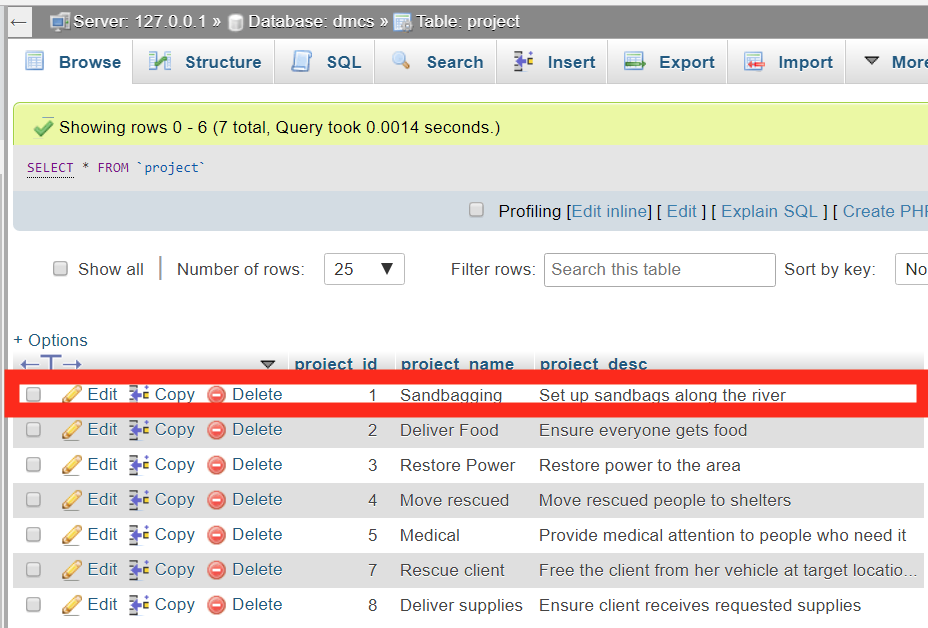 ← Server: 127.0.0.1 » Database: dmcs » Table: project
Browse Structure SQL Search Insert Export Import More
Showing rows 0 - 6 (7 total, Query took 0.0014 seconds.)
SELECT * FROM `project`
Profiling [Edit inline] [ Edit ] [ Explain SQL ] [ Create PH
Show all | Number of rows: 25 ▼ Filter rows: Search this table Sort by key: No
+ Options
←T→ ▼ project_id project_name project_desc
Edit Copy Delete 1 Sandbagging Set up sandbags along the river
Edit Copy Delete 2 Deliver Food Ensure everyone gets food
Edit Copy Delete 3 Restore Power Restore power to the area
Edit Copy Delete 4 Move rescued Move rescued people to shelters
Edit Copy Delete 5 Medical Provide medical attention to people who need it
Edit Copy Delete 7 Rescue client Free the client from her vehicle at target locatio...
Edit Copy Delete 8 Deliver supplies Ensure client receives requested supplies